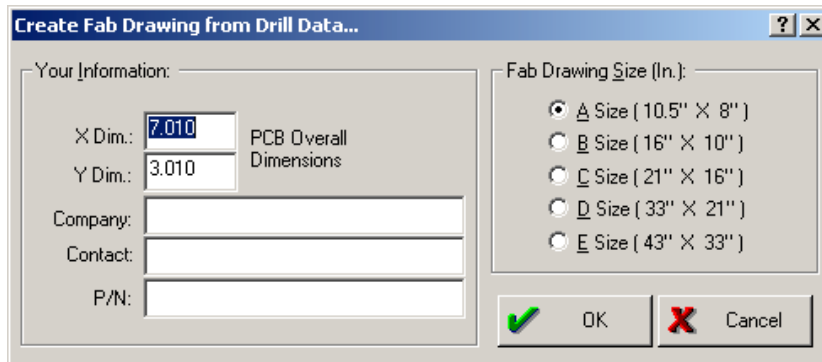 Create Fab Drawing from Drill Data...
Your Information:
X Dim.: 7.010
PCB Overall
Dimensions
Y Dim.: 3.010
Company:
Contact:
P/N:
Fab Drawing Size (In.):
A Size ( 10.5" X 8" )
B Size ( 16" X 10" )
C Size ( 21" X 16" )
D Size ( 33" X 21" )
E Size ( 43" X 33" )
OK
Cancel